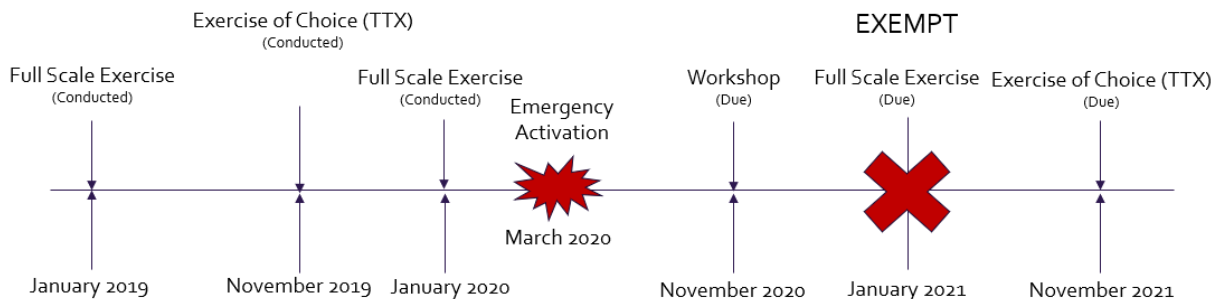 Exercise of Choice (TTX)
(Conducted)
EXEMPT
Full Scale Exercise
(Conducted)
Full Scale Exercise
(Conducted)
Emergency
Activation
Workshop
(Due)
Full Scale Exercise
(Due)
Exercise of Choice (TTX)
(Due)
March 2020
January 2019
November 2019
January 2020
November 2020
January 2021
November 2021